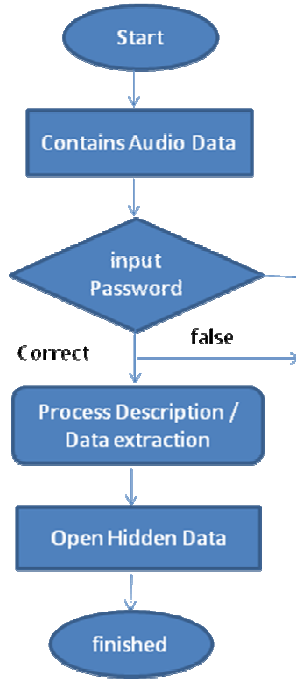 Start
Contains Audio Data
input
Password
false
Correct
Process Description /
Data extraction
Open Hidden Data
finished